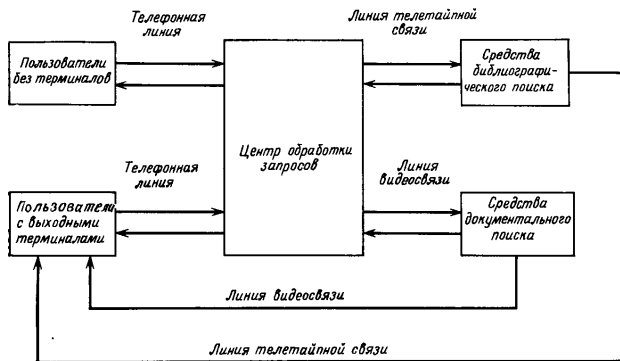 Телефонная
линия
Линия телетайпной
связи
Пользователи
без терминалов
Средства
библиографи-
ческого поиска
Центр обработки
запросов
Телефонная
линия
Линия
видеосвязи
Пользователи
с выходными
терминалами
Средства
документального
поиска
Линия видеосвязи
Линия телетайпной связи